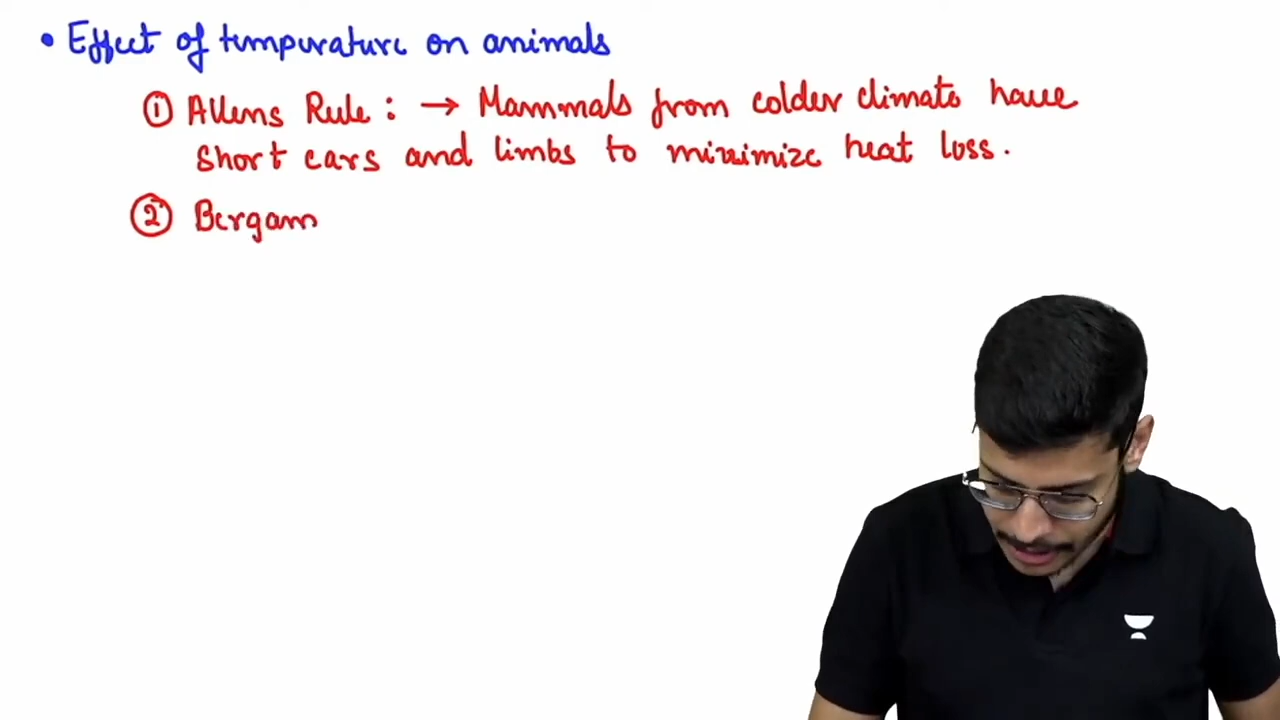 • Effect of temperature on animals
① Allens Rule : → Mammals from colder climate have
short ears and limbs to minimize heat loss.
② Bergam